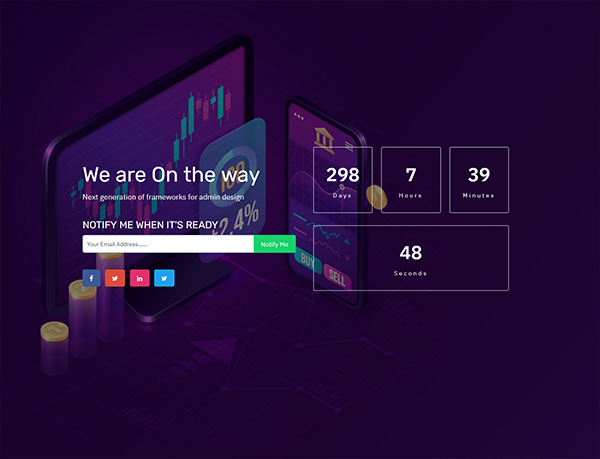 We are On the way
Next generation of frameworks for admin design
NOTIFY ME WHEN IT'S READY
Your Email Address......
Notify Me
298
Days
7
Hours
39
Minutes
48
Seconds
2.4%
BUY
SELL